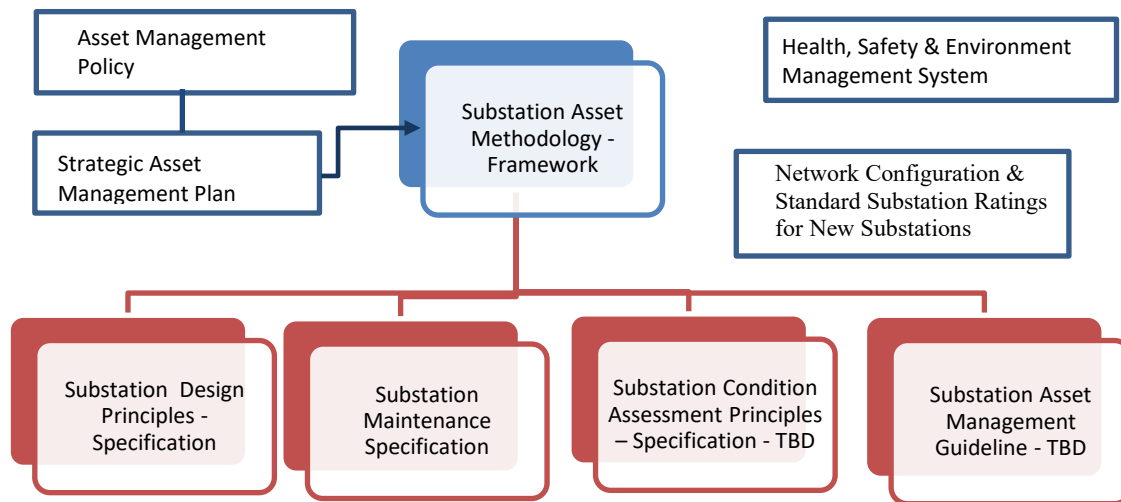 Asset Management
Policy
Strategic Asset
Management Plan
Substation Asset
Methodology -
Framework
Health, Safety & Environment
Management System
Network Configuration &
Standard Substation Ratings
for New Substations
Substation Design
Principles -
Specification
Substation
Maintenance
Specification
Substation Condition
Assessment Principles
– Specification - TBD
Substation Asset
Management
Guideline - TBD